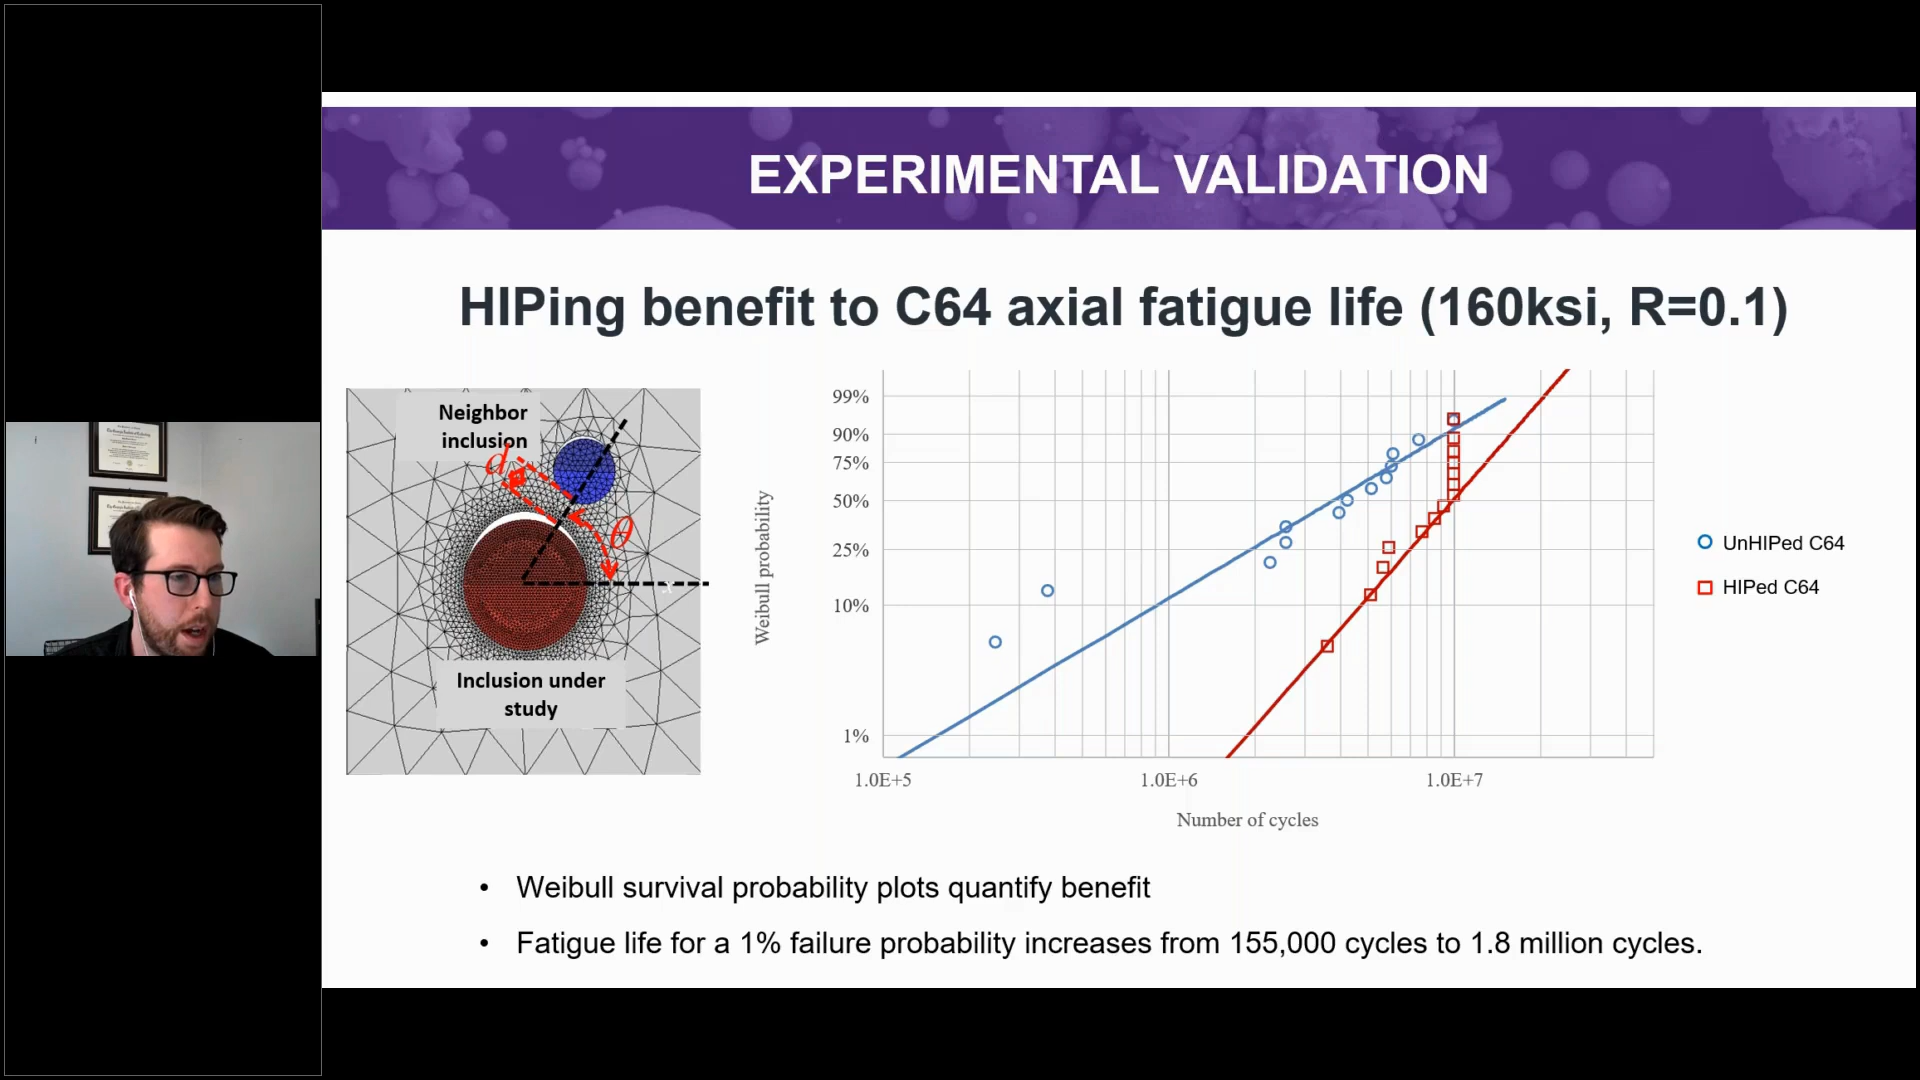 EXPERIMENTAL VALIDATION
HIPing benefit to C64 axial fatigue life (160ksi, R=0.1)
Neighbor
inclusion
d
θ
Inclusion under
study
Weibull probability
99%
90%
75%
50%
25%
10%
1%
1.0E+5 1.0E+6 1.0E+7
Number of cycles
UnHIPed C64
HIPed C64
• Weibull survival probability plots quantify benefit
• Fatigue life for a 1% failure probability increases from 155,000 cycles to 1.8 million cycles.